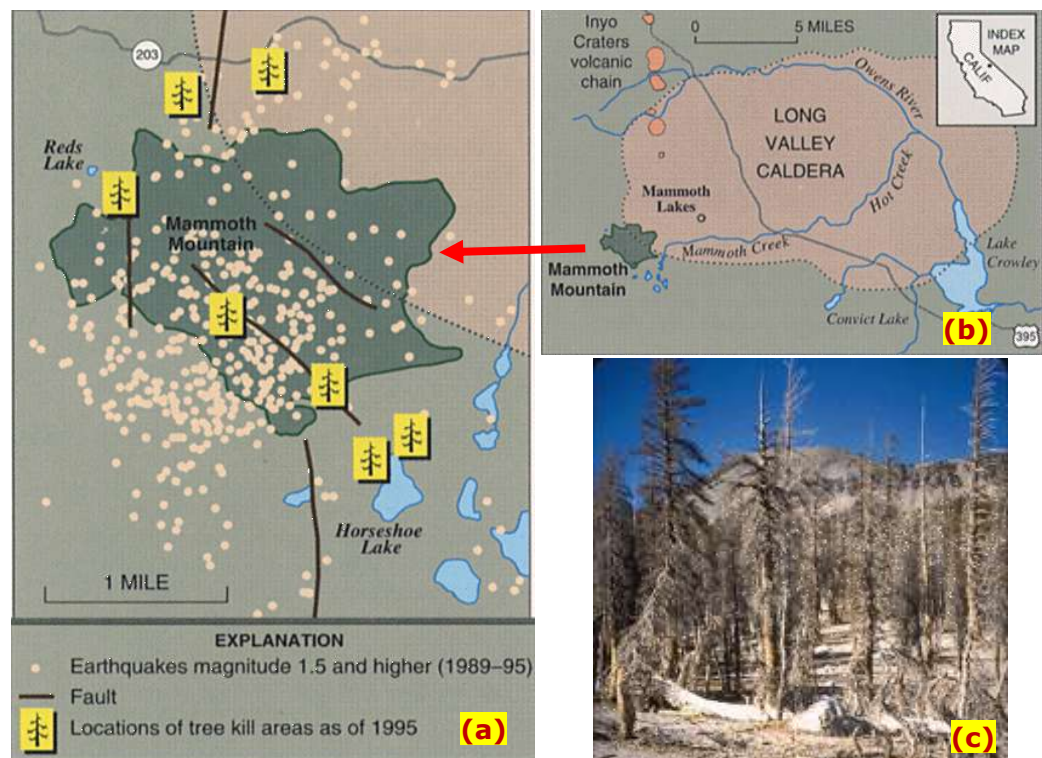 203
Reds
Lake
Mammoth
Mountain
Horseshoe
Lake
1 MILE
EXPLANATION
Earthquakes magnitude 1.5 and higher (1989–95)
Fault
Locations of tree kill areas as of 1995
(a)
Inyo
Craters
volcanic
chain
0 5 MILES
INDEX
MAP
CALIF
Owens River
LONG
VALLEY
CALDERA
Hot Creek
Mammoth
Lakes
Mammoth Creek
Mammoth
Mountain
Lake
Crowley
Convict Lake
395
(b)
(c)